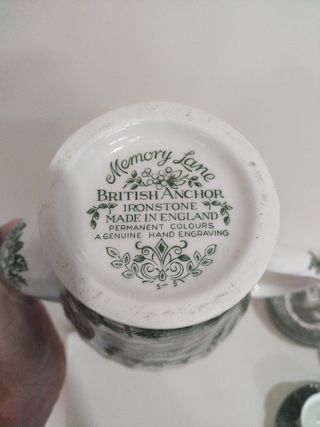 Memory Lane
BRITISH ANCHOR
IRONSTONE
MADE IN ENGLAND
PERMANENT COLOURS
A GENUINE HAND ENGRAVING
5-5